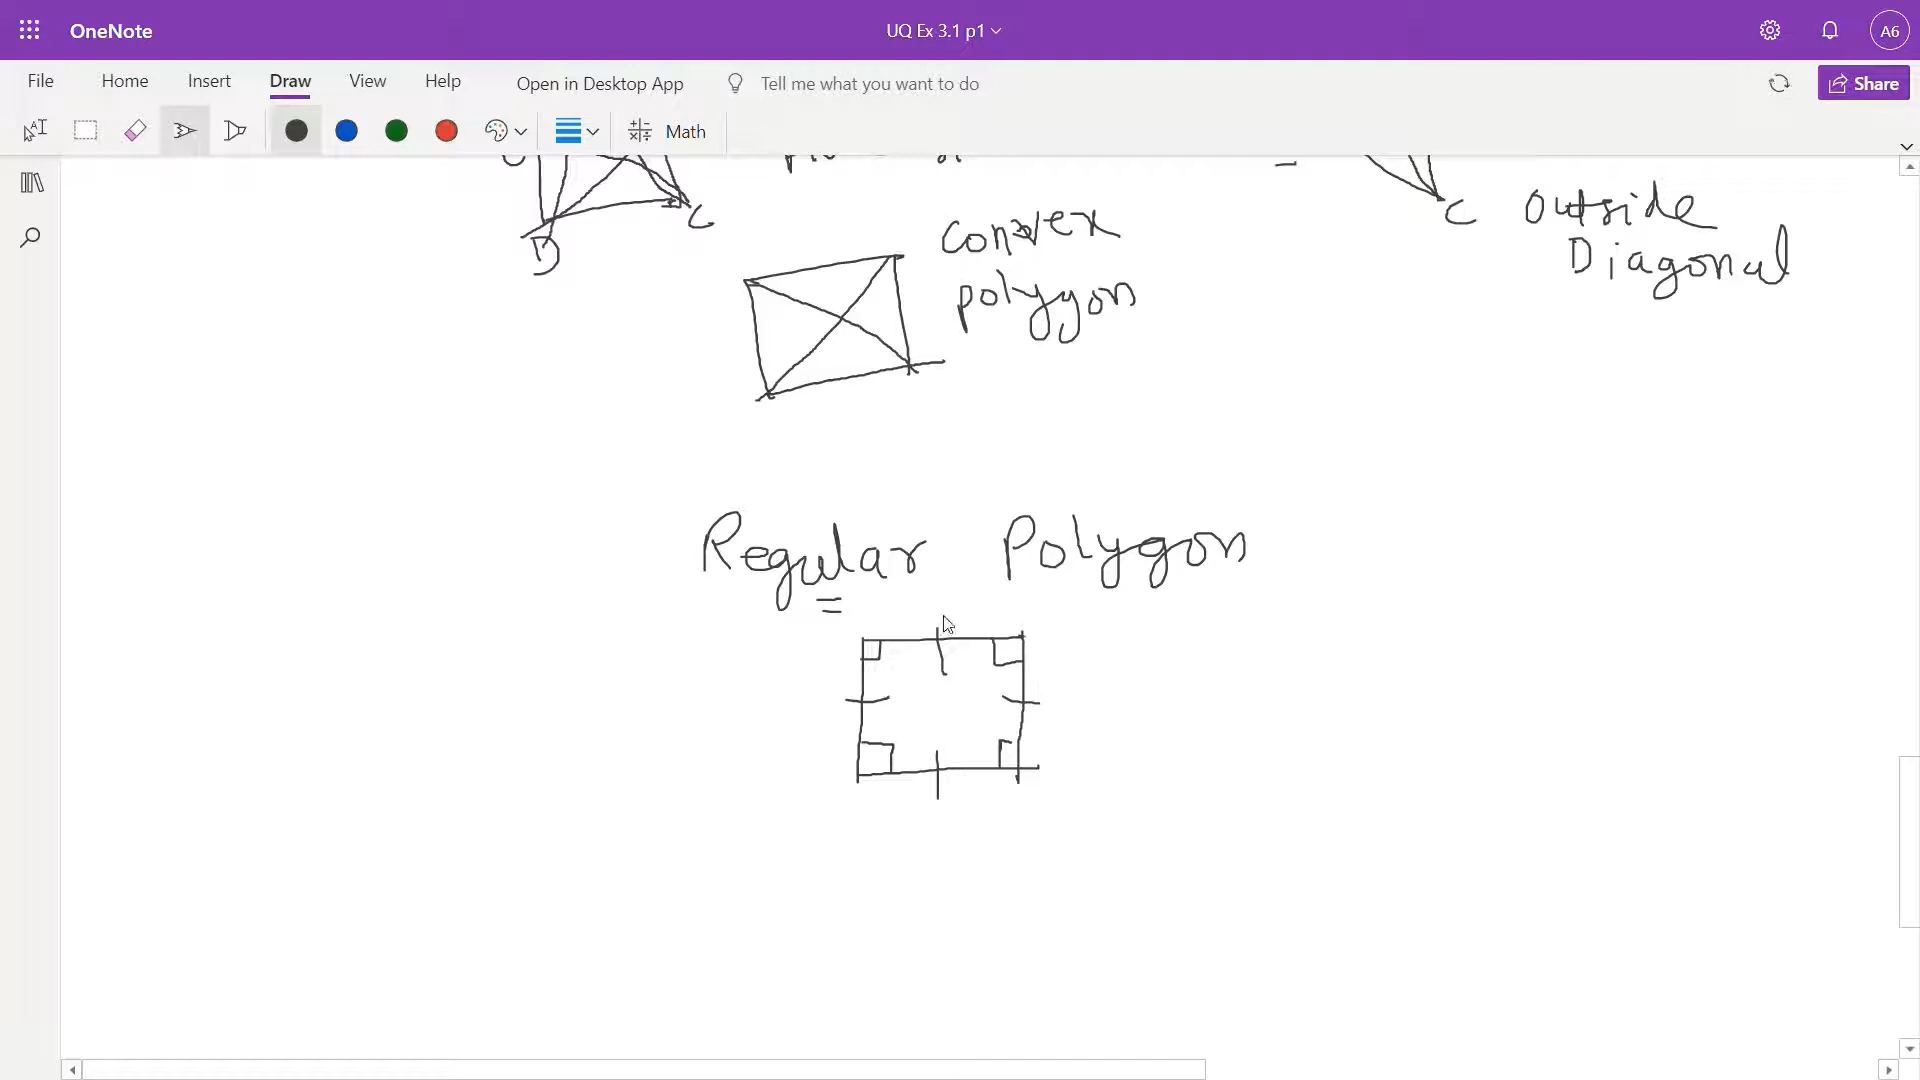 OneNote
UQ Ex 3.1 p1
A6
File Home Insert Draw View Help Open in Desktop App Tell me what you want to do
Share
Math
C
D
C
Outside
Diagonal
Convex
polygon
Regular Polygon